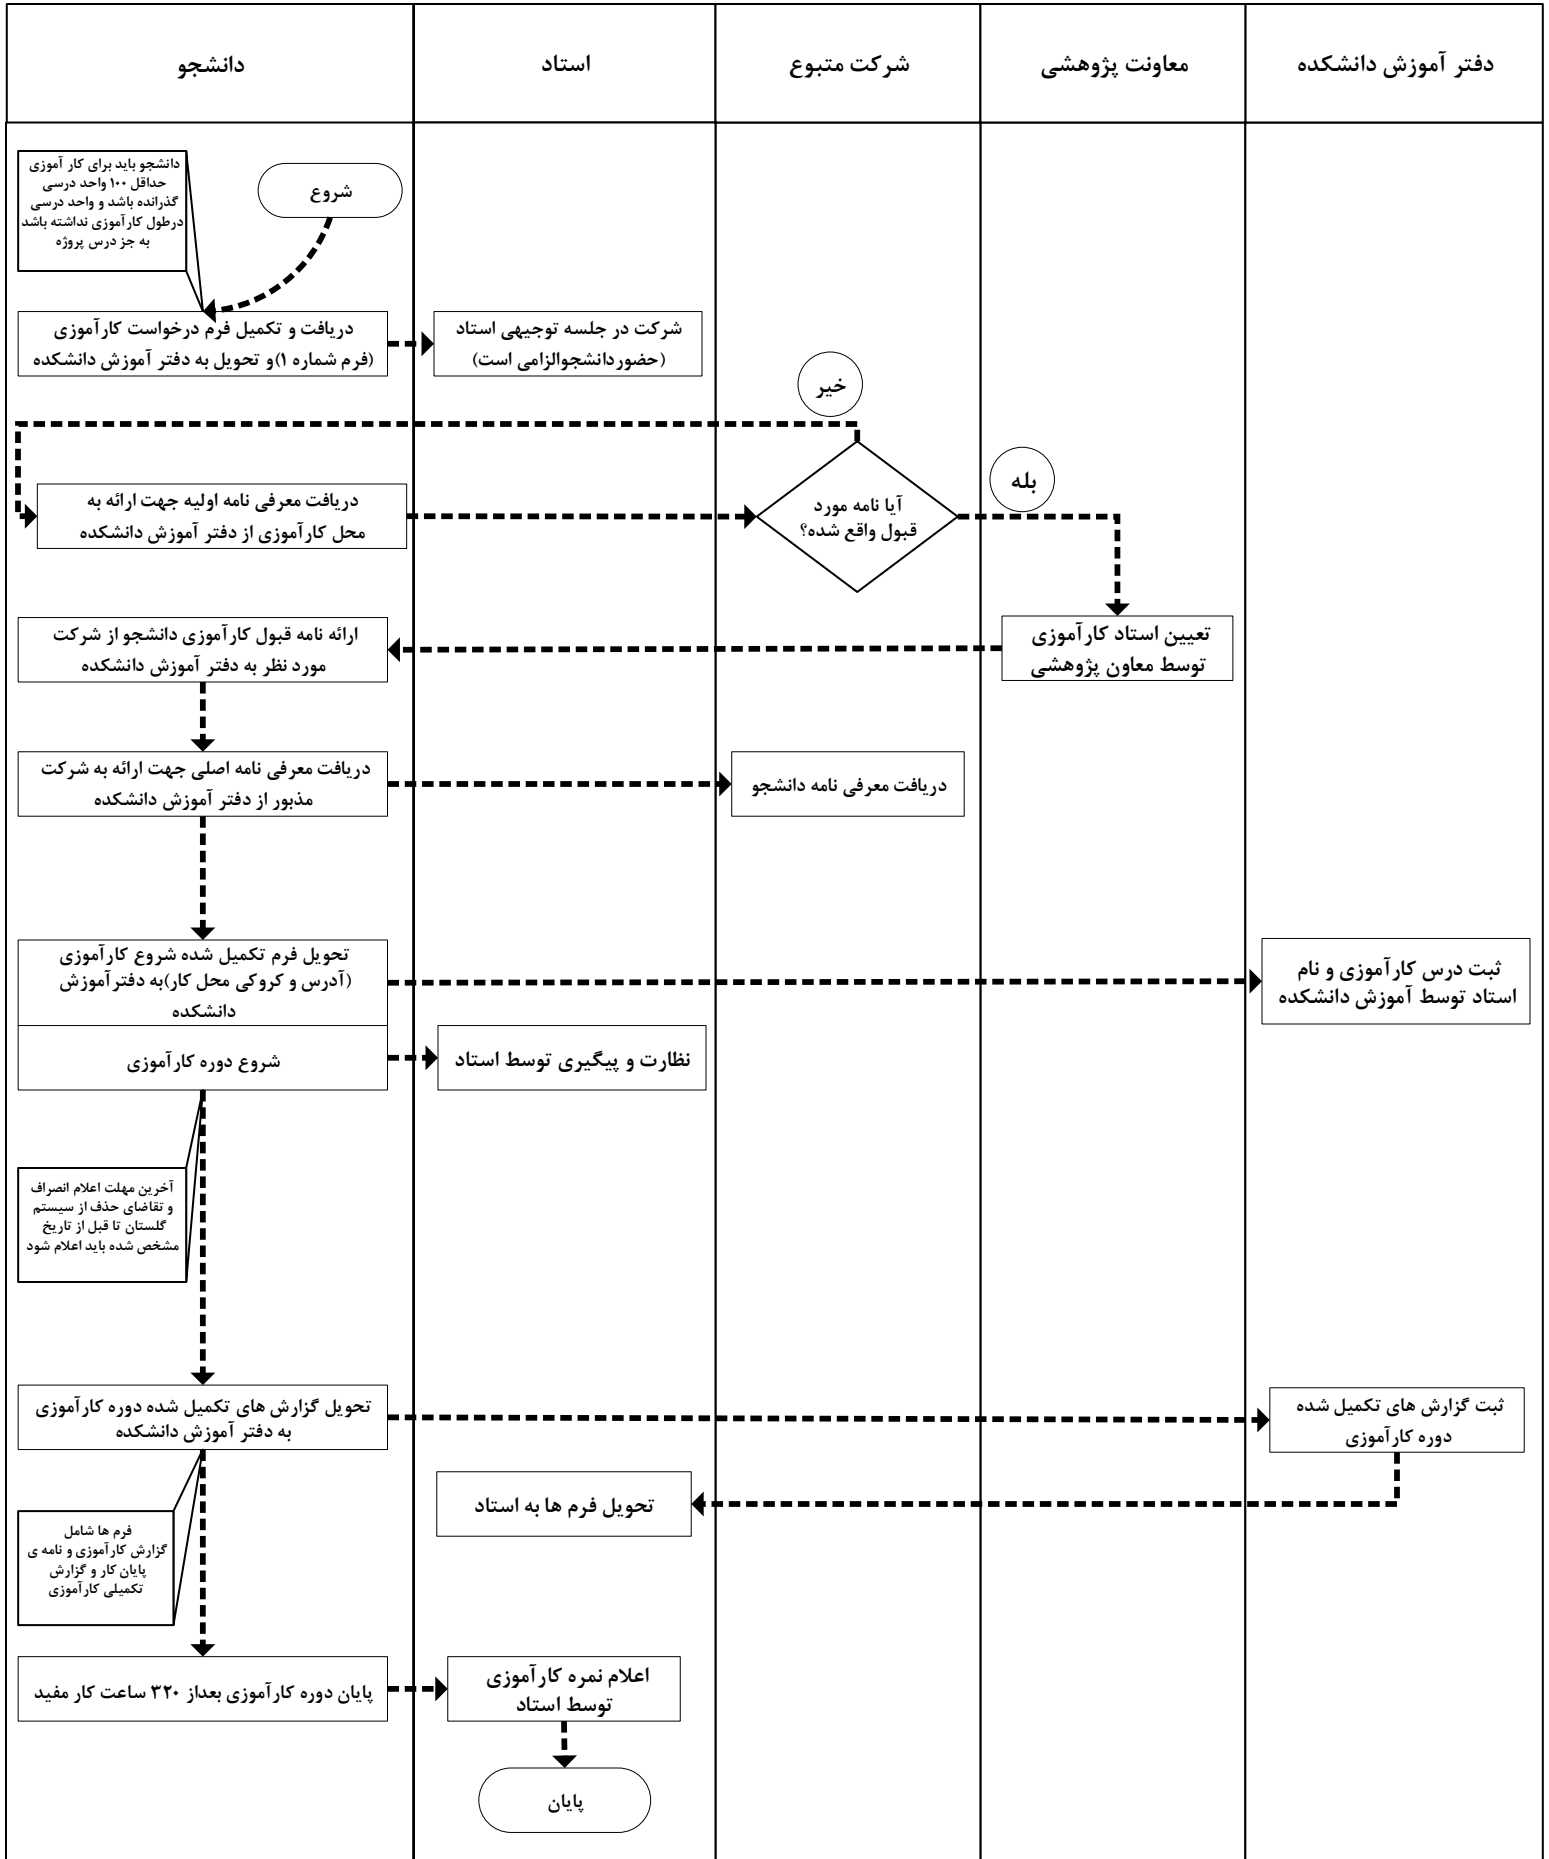 دانشجو
استاد
شرکت متبوع
معاونت پژوهشی
دفتر آموزش دانشکده
دانشجو باید برای کار آموزی
حداقل ۱۰۰ واحد درسی
گذرانده باشد و واحد درسی
درطول کارآموزی نداشته باشد
به جز درس پروژه
شروع
دریافت و تکمیل فرم درخواست کارآموزی
(فرم شماره ۱)و تحویل به دفتر آموزش دانشکده
شرکت در جلسه توجیهی استاد
(حضوردانشجوالزامی است)
خیر
بله
دریافت معرفی نامه اولیه جهت ارائه به
محل کارآموزی از دفتر آموزش دانشکده
آیا نامه مورد
قبول واقع شده؟
تعیین استاد کارآموزی
توسط معاون پژوهشی
ارائه نامه قبول کارآموزی دانشجو از شرکت
مورد نظر به دفتر آموزش دانشکده
دریافت معرفی نامه اصلی جهت ارائه به شرکت
مذبور از دفتر آموزش دانشکده
دریافت معرفی نامه دانشجو
تحویل فرم تکمیل شده شروع کارآموزی
(آدرس و کروکی محل کار)به دفترآموزش
دانشکده
ثبت درس کارآموزی و نام
استاد توسط آموزش دانشکده
شروع دوره کارآموزی
نظارت و پیگیری توسط استاد
آخرین مهلت اعلام انصراف
و تقاضای حذف از سیستم
گلستان تا قبل از تاریخ
مشخص شده باید اعلام شود
تحویل گزارش های تکمیل شده دوره کارآموزی
به دفتر آموزش دانشکده
ثبت گزارش های تکمیل شده
دوره کارآموزی
تحویل فرم ها به استاد
فرم ها شامل
گزارش کارآموزی و نامه ی
پایان کار و گزارش
تکمیلی کارآموزی
پایان دوره کارآموزی بعداز ۳۲۰ ساعت کار مفید
اعلام نمره کارآموزی
توسط استاد
پایان